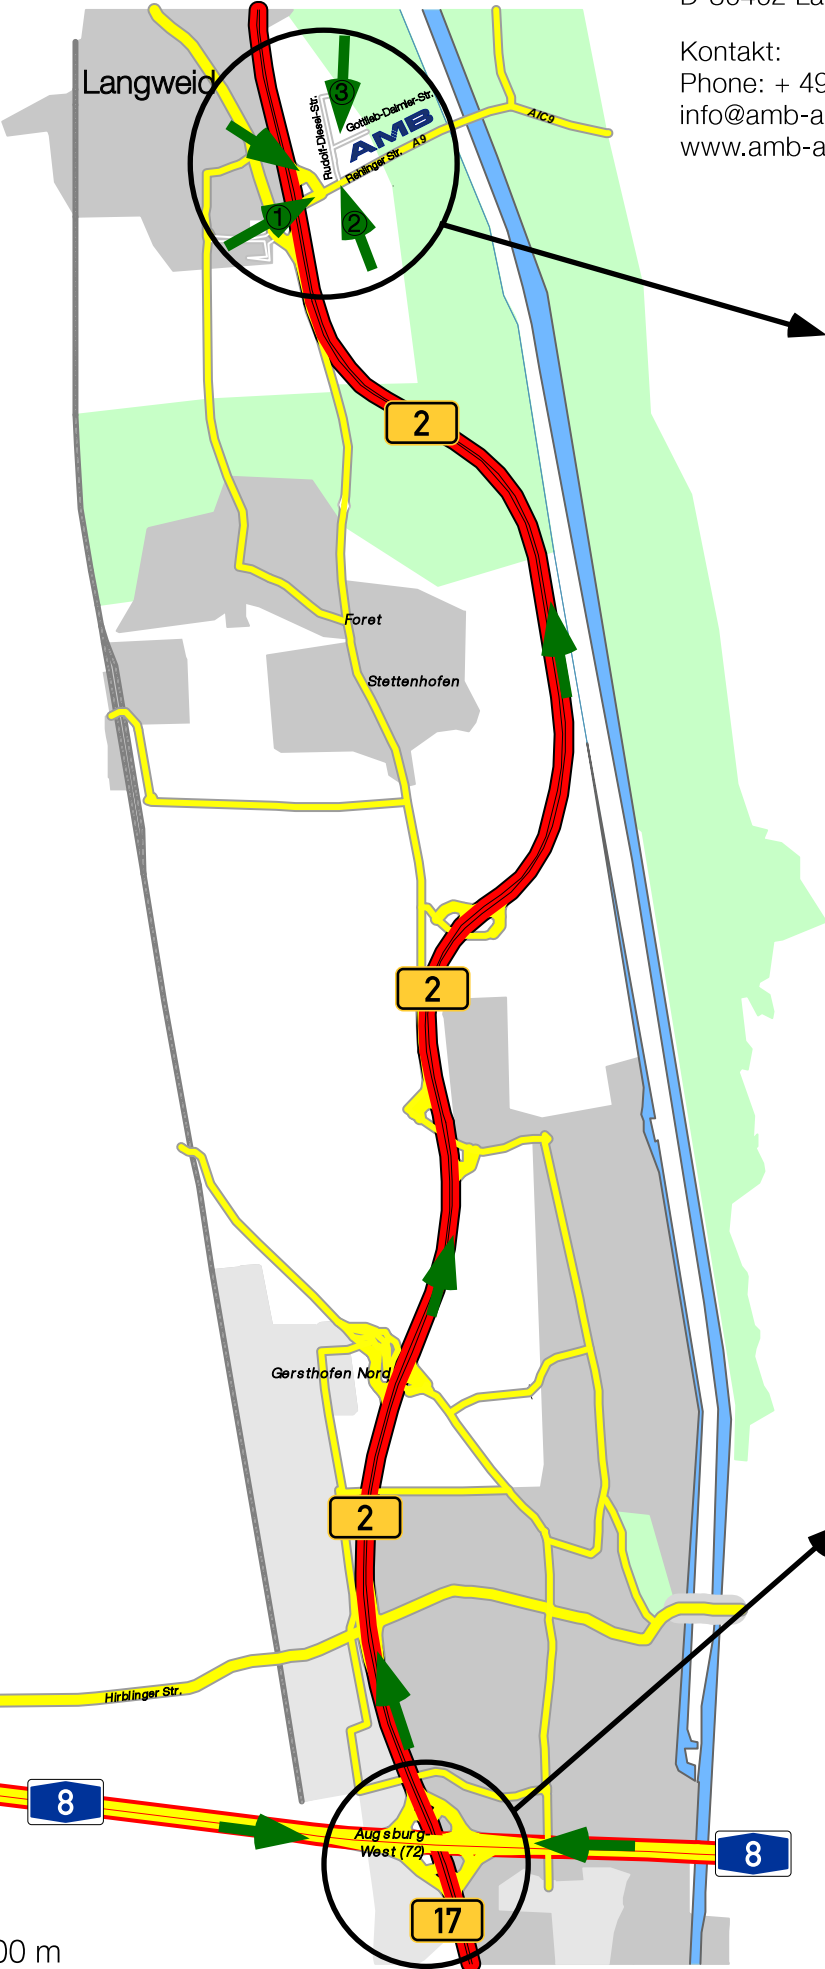 Kontakt:
Phone: + 49
info@amb-a
www.amb-a
Langweid
3
Rudolf-Diesel-Str.
Gottlieb-Daimler-Str.
AMB
Rehlinger Str. A9
AIC9
1
2
2
Foret
Stettenhofen
2
Gersthofen Nord
2
Hirblinger Str.
8
Augsburg-
West (72)
8
17
00 m